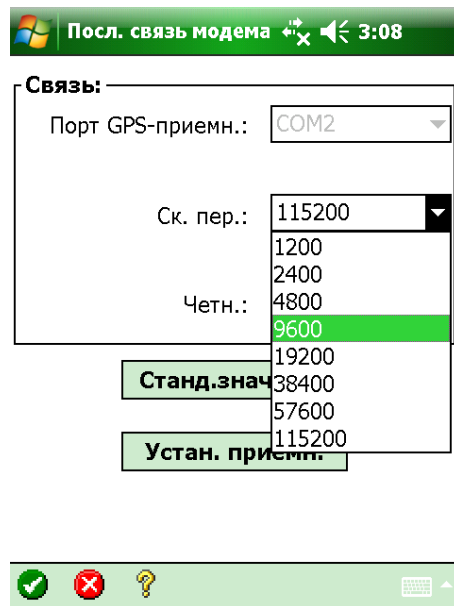 Посл. связь модема 3:08
Связь:
Порт GPS-приемн.: COM2
Ск. пер.: 115200
1200
2400
Четн.: 4800
9600
19200
Станд.знач 38400
57600
115200
Устан. приемн.